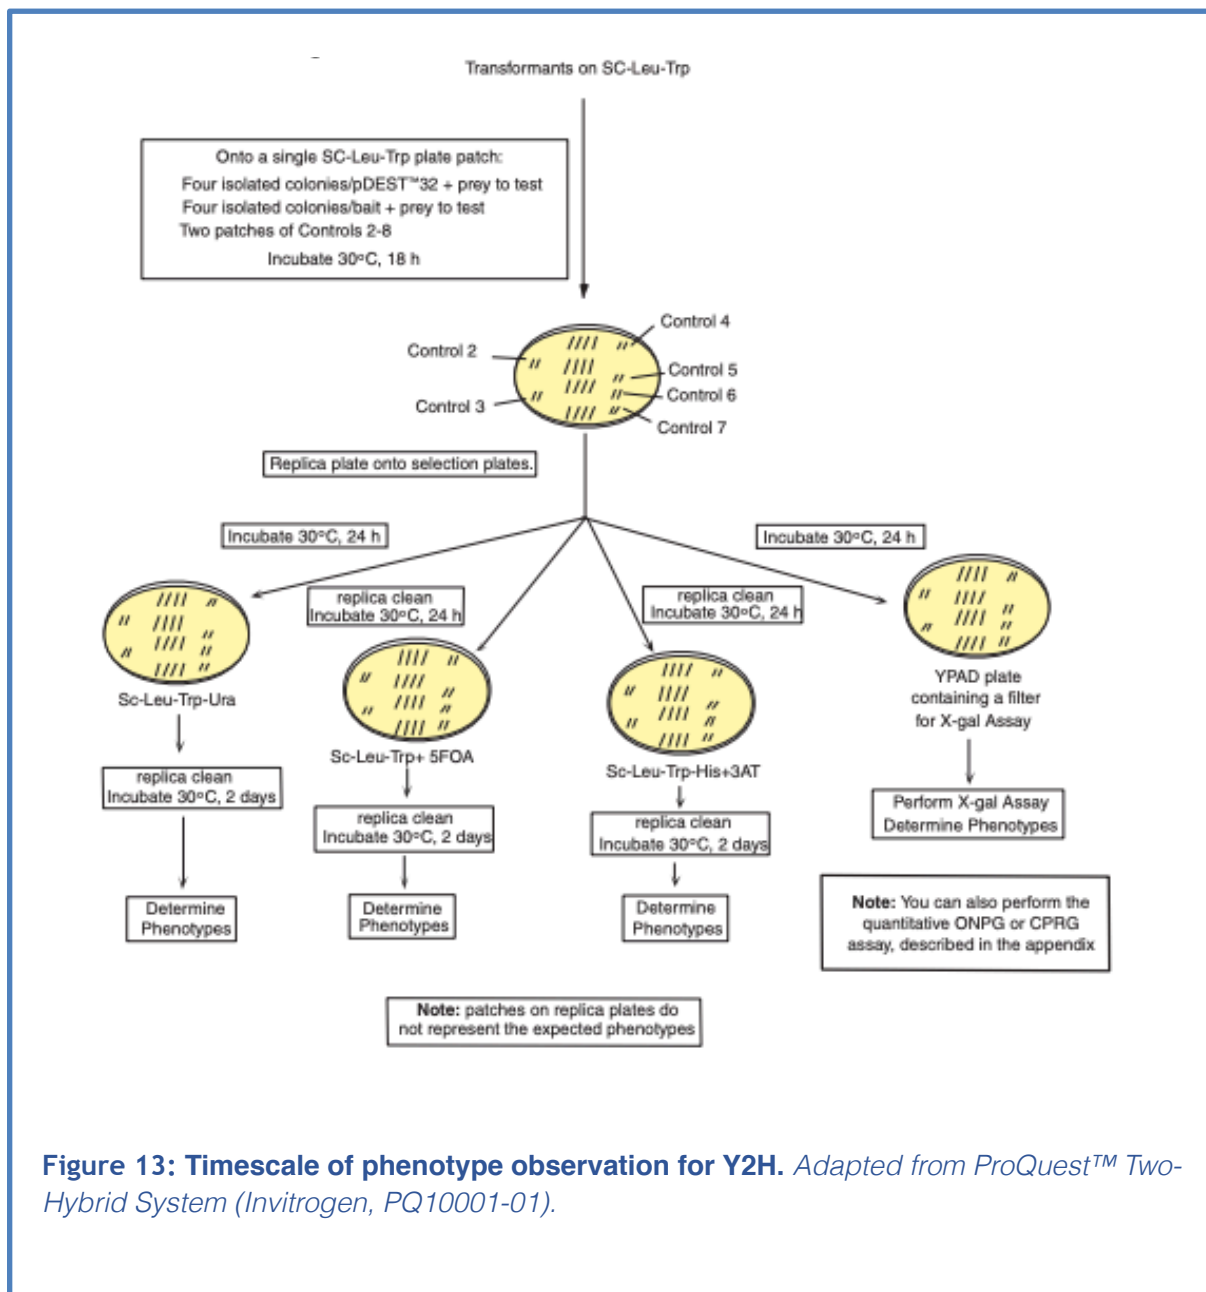 Transformants on SC-Leu-Trp
Onto a single SC-Leu-Trp plate patch:
Four isolated colonies/pDEST™32 + prey to test
Four isolated colonies/bait + prey to test
Two patches of Controls 2-8
Incubate 30ºC, 18 h
Control 4
Control 2
Control 5
Control 6
Control 3
Control 7
Replica plate onto selection plates.
Incubate 30ºC, 24 h
Incubate 30ºC, 24 h
replica clean
Incubate 30ºC, 24 h
replica clean
Incubate 30ºC, 24 h
Sc-Leu-Trp-Ura
Sc-Leu-Trp+ 5FOA
Sc-Leu-Trp-His+3AT
YPAD plate
containing a filter
for X-gal Assay
replica clean
Incubate 30ºC, 2 days
replica clean
Incubate 30ºC, 2 days
replica clean
Incubate 30ºC, 2 days
Perform X-gal Assay
Determine Phenotypes
Determine
Phenotypes
Determine
Phenotypes
Determine
Phenotypes
Note: You can also perform the
quantitative ONPG or CPRG
assay, described in the appendix
Note: patches on replica plates do
not represent the expected phenotypes
Figure 13: Timescale of phenotype observation for Y2H. Adapted from ProQuest™ Two-
Hybrid System (Invitrogen, PQ10001-01).